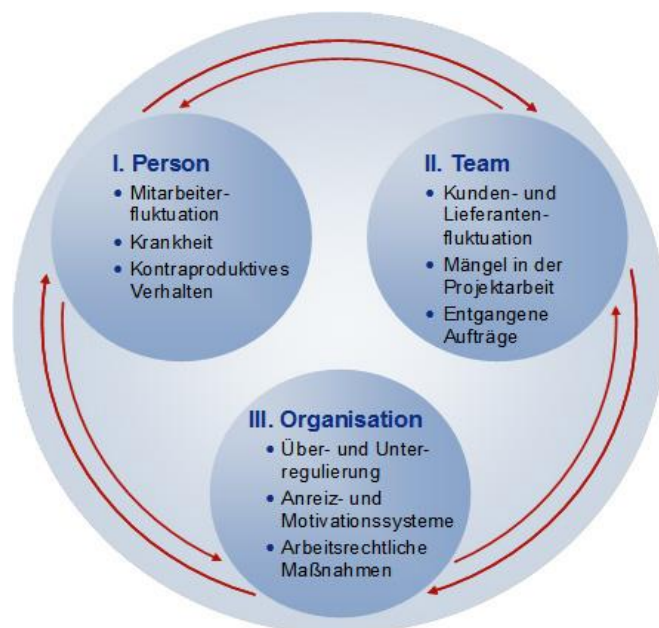 I. Person
• Mitarbeiter-
fluktuation
• Krankheit
• Kontraproduktives
Verhalten
II. Team
• Kunden- und
Lieferanten-
fluktuation
• Mängel in der
Projektarbeit
• Entgangene
Aufträge
III. Organisation
• Über- und Unter-
regulierung
• Anreiz- und
Motivationssysteme
• Arbeitsrechtliche
Maßnahmen